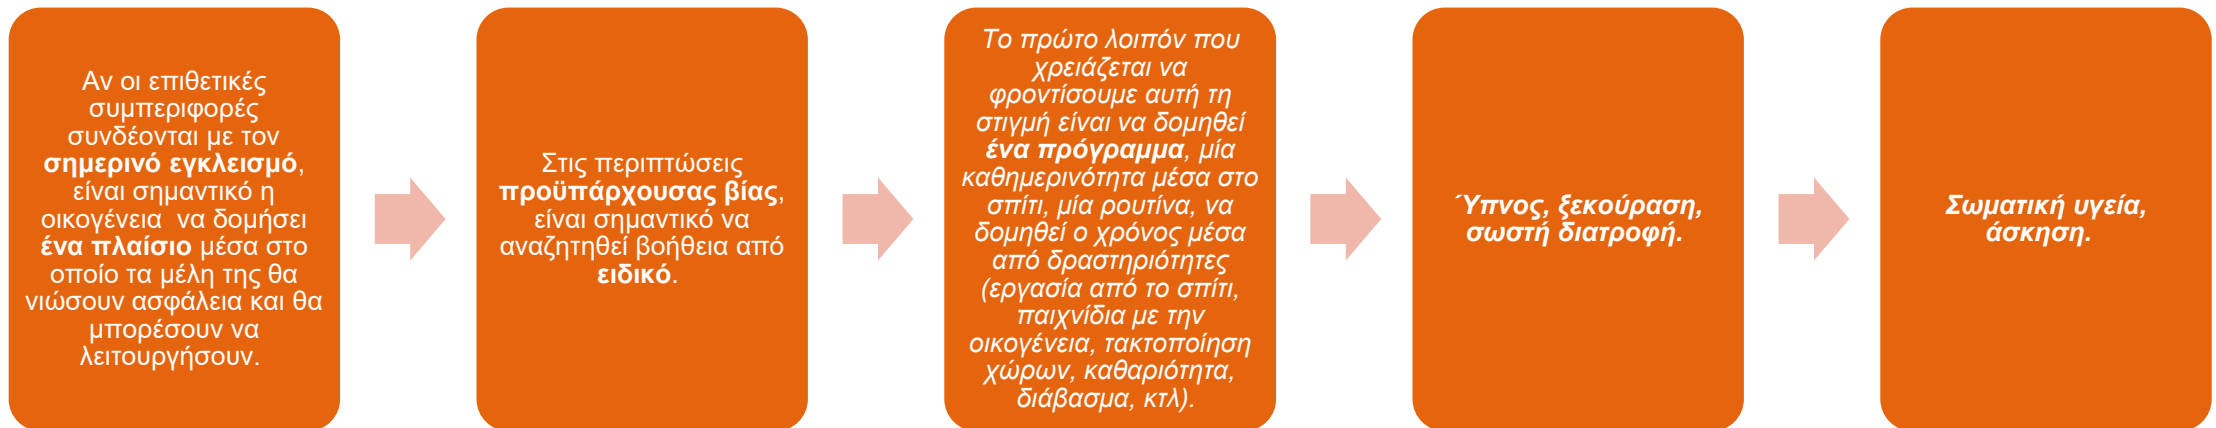 Αν οι επιθετικές
συμπεριφορές
συνδέονται με τον
σημερινό εγκλεισμό,
είναι σημαντικό η
οικογένεια να δομήσει
ένα πλαίσιο μέσα στο
οποίο τα μέλη της θα
νιώσουν ασφάλεια και θα
μπορέσουν να
λειτουργήσουν.
Στις περιπτώσεις
προϋπάρχουσας βίας,
είναι σημαντικό να
αναζητηθεί βοήθεια από
ειδικό.
Το πρώτο λοιπόν που
χρειάζεται να
φροντίσουμε αυτή τη
στιγμή είναι να δομηθεί
ένα πρόγραμμα, μία
καθημερινότητα μέσα στο
σπίτι, μία ρουτίνα, να
δομηθεί ο χρόνος μέσα
από δραστηριότητες
(εργασία από το σπίτι,
παιχνίδια με την
οικογένεια, τακτοποίηση
χώρων, καθαριότητα,
διάβασμα, κτλ).
΄Υπνος, ξεκούραση,
σωστή διατροφή.
Σωματική υγεία,
άσκηση.